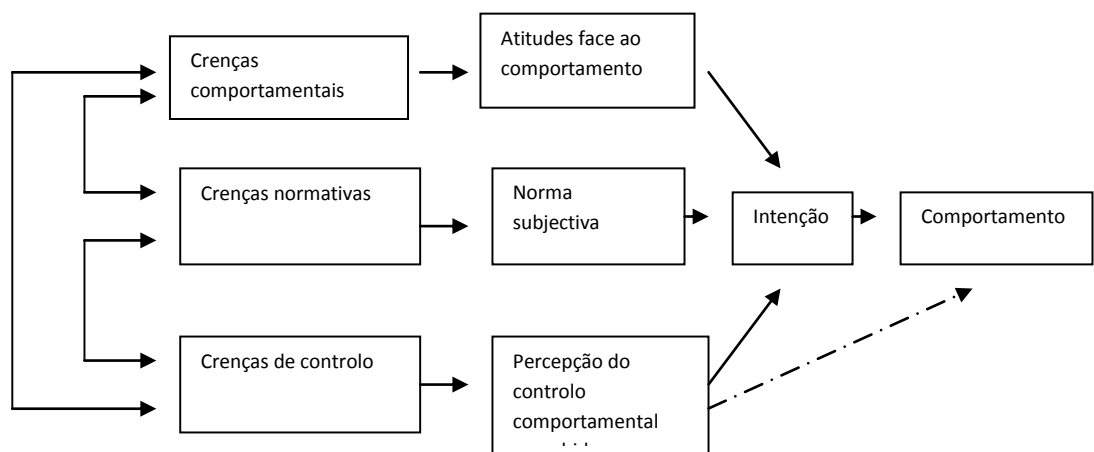 Crenças
comportamentais
Atitudes face ao
comportamento
Crenças normativas
Norma
subjectiva
Intenção
Comportamento
Crenças de controlo
Percepção do
controlo
comportamental